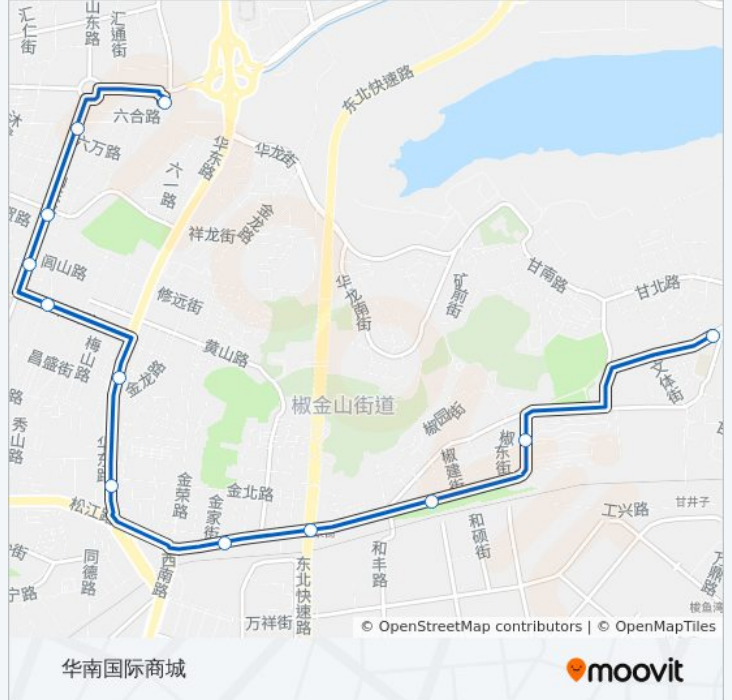 汇仁街
山东路
汇通街
东北快速路
六合路
六万路
华东路
华龙街
六一路
祥龙街
金龙路
阎山路
修远街
华龙南街
矿前街
甘南路
甘北路
梅山路
昌盛街
黄山路
金龙路
椒金山街道
椒园街
文体街
秀山路
椒东街
椒建街
华东路
金荣路
金家街
金北路
松江路
工兴路
甘井子
和硕街
和丰路
西南路
同德路
东北快速路
万鼎路
梭鱼湾
万祥街
© OpenStreetMap contributors | © OpenMapTiles
华南国际商城
moovit